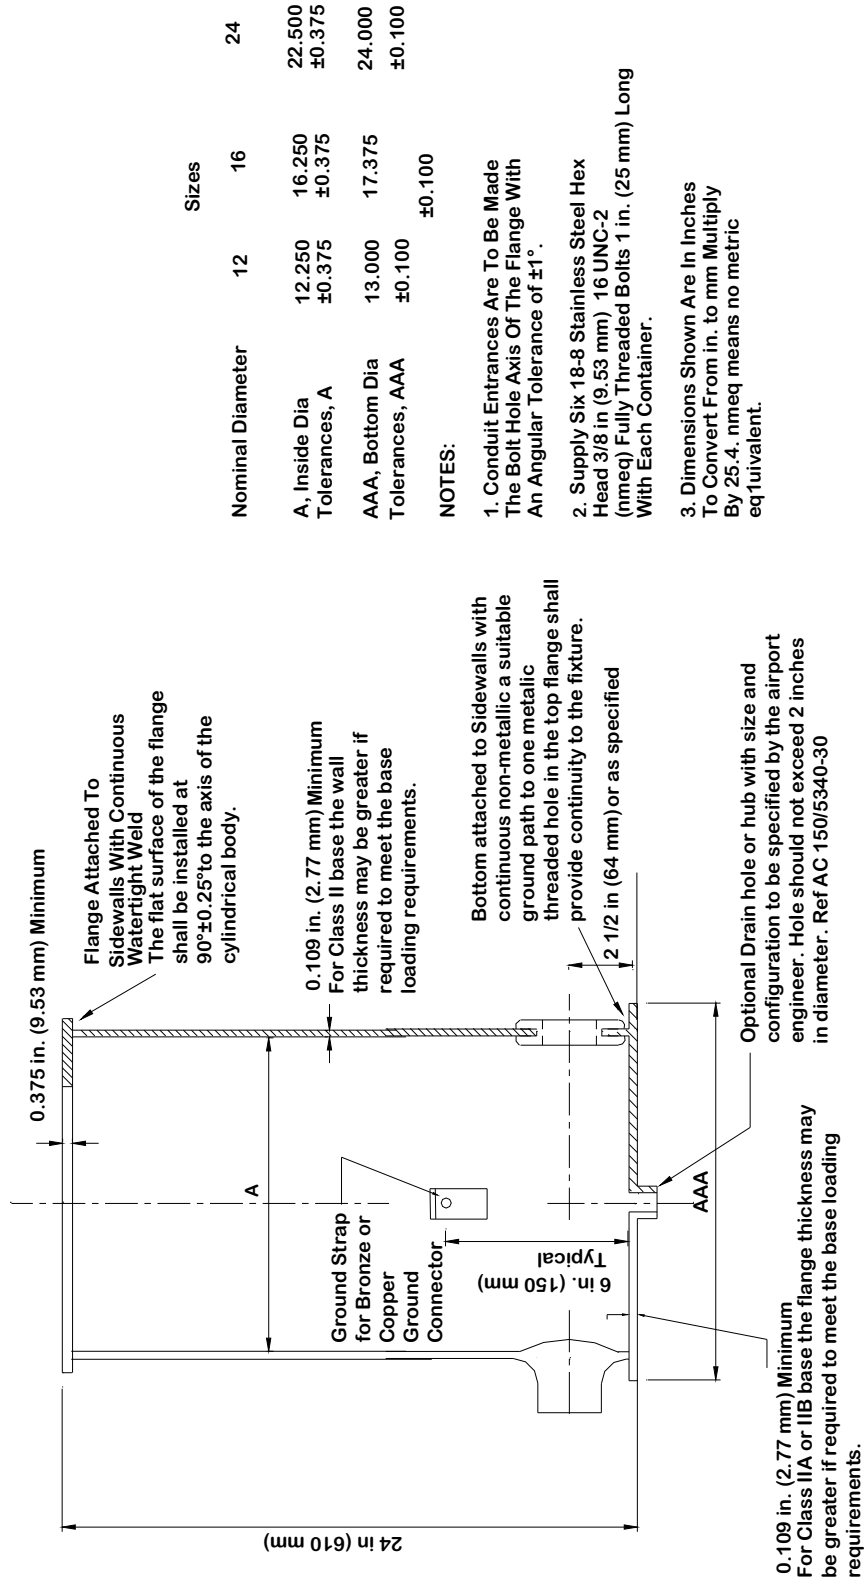 0.375 in. (9.53 mm) Minimum
Flange Attached To
Sidewalls With Continuous
Watertight Weld
The flat surface of the flange
shall be installed at
90°±0.25°to the axis of the
cylindrical body.
0.109 in. (2.77 mm) Minimum
For Class II base the wall
thickness may be greater if
required to meet the base
loading requirements.
A
Ground Strap
for Bronze or
Copper
Ground
Connector
6 in. (150 mm)
Typical
24 in (610 mm)
Bottom attached to Sidewalls with
continuous non-metallic a suitable
ground path to one metalic
threaded hole in the top flange shall
provide continuity to the fixture.
2 1/2 in (64 mm)or as specified
AAA
Optional Drain hole or hub with size and
configuration to be specified by the airport
engineer. Hole should not exceed 2 inches
in diameter. Ref AC 150/5340-30
0.109 in. (2.77 mm) Minimum
For Class IIA or IIB base the flange thickness may
be greater if required to meet the base loading
requirements.
Sizes
Nominal Diameter 12 16 24
A, Inside Dia 12.250 16.250 22.500
Tolerances, A ±0.375 ±0.375 ±0.375
AAA, Bottom Dia 13.000 17.375 24.000
Tolerances, AAA ±0.100 ±0.100
±0.100
NOTES:
1. Conduit Entrances Are To Be Made
The Bolt Hole Axis Of The Flange With
An Angular Tolerance of ±1°.
2. Supply Six 18-8 Stainless Steel Hex
Head 3/8 in (9.53 mm) 16 UNC-2
(nmeq) Fully Threaded Bolts 1 in. (25 mm) Long
With Each Container.
3. Dimensions Shown Are In Inches
To Convert From in. to mm Multiply
By 25.4. nmeq means no metric
eq1uivalent.